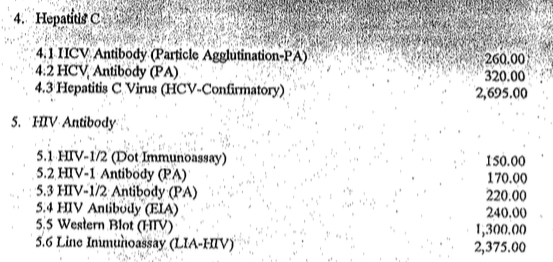 4. Hepatitis C
4.1 HCV Antibody (Particle Agglutination-PA) 260.00
4.2 HCV Antibody (PA) 320.00
4.3 Hepatitis C Virus (HCV-Confirmatory) 2,695.00
5. HIV Antibody
5.1 HIV-1/2 (Dot Immunoassay) 150.00
5.2 HIV-1 Antibody (PA) 170.00
5.3 HIV-1/2 Antibody (PA) 220.00
5.4 HIV Antibody (EIA) 240.00
5.5 Western Blot (HIV) 1,300.00
5.6 Line Immunoassay (LIA-HIV) 2,375.00